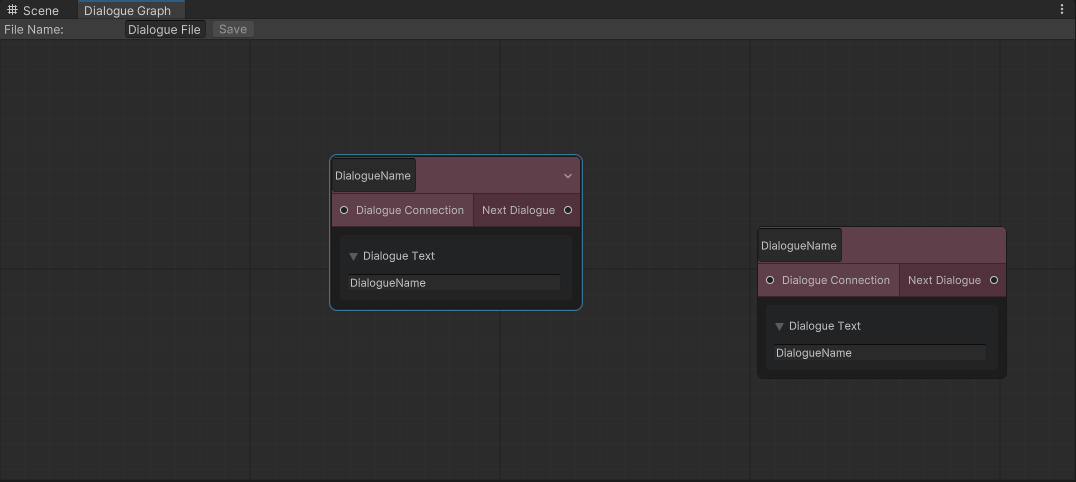 Scene Dialogue Graph
File Name: Dialogue File Save
DialogueName
Dialogue Connection Next Dialogue
Dialogue Text
DialogueName
DialogueName
Dialogue Connection Next Dialogue
Dialogue Text
DialogueName